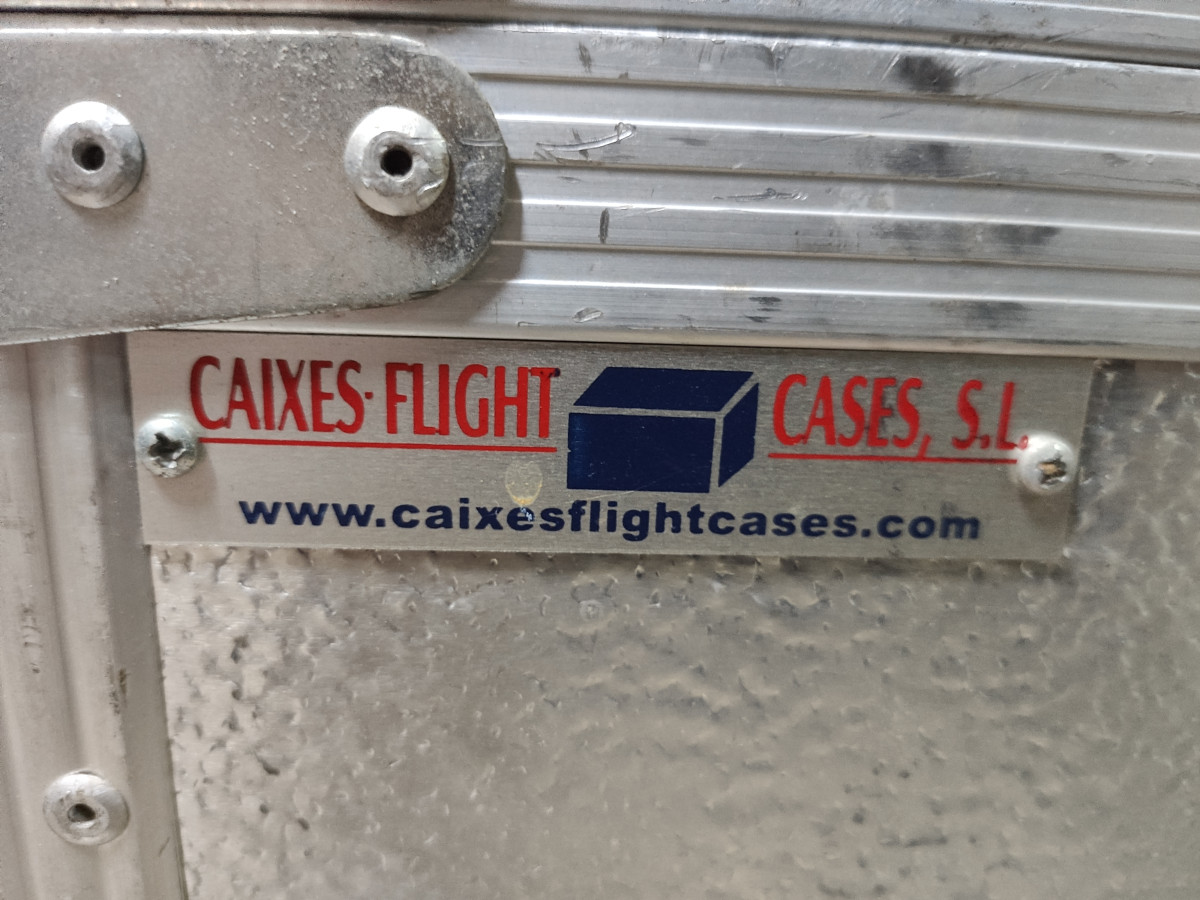 CAIXES-FLIGHT CASES, S.L.
www.caixesflightcases.com